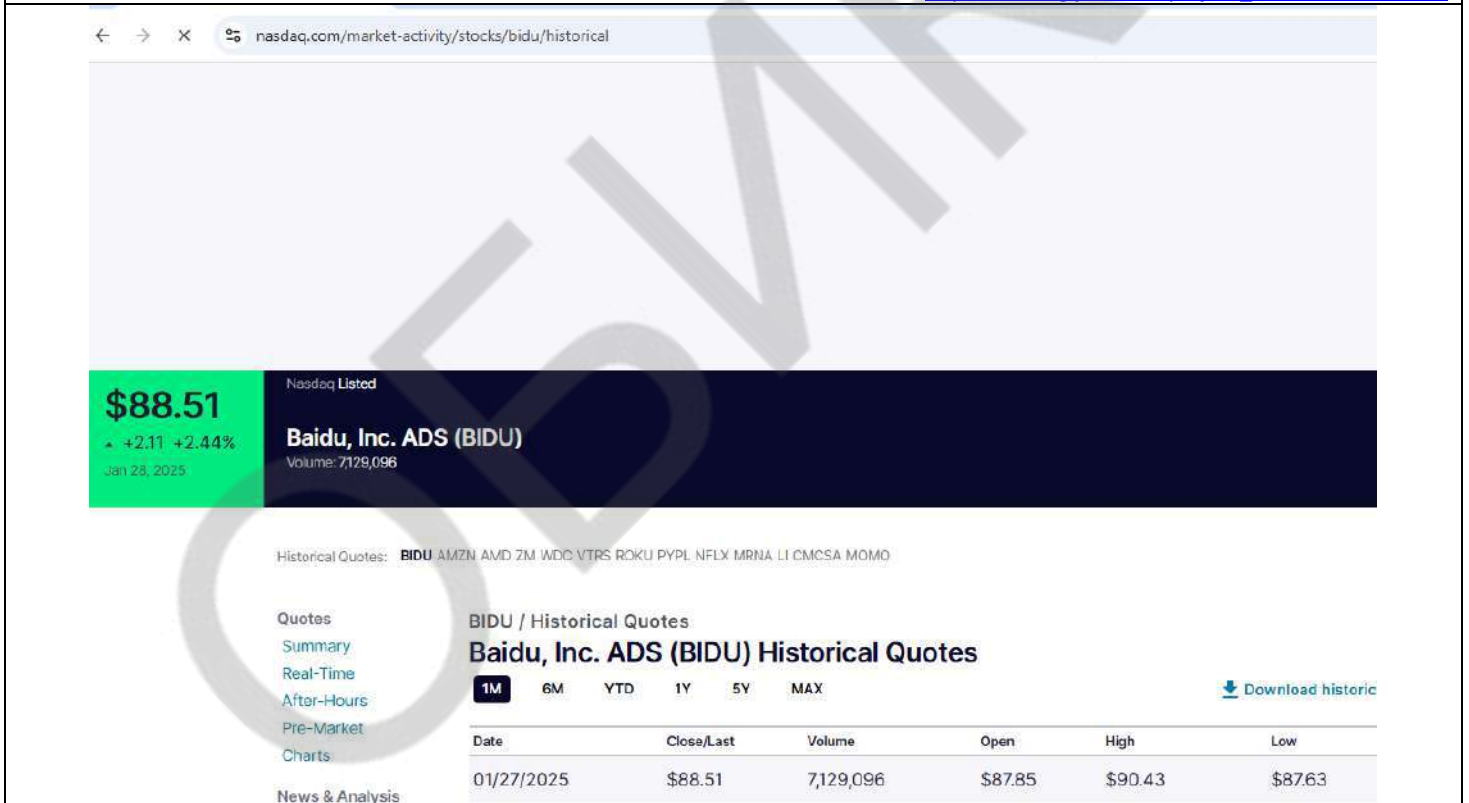 nasdaq.com/market-activity/stocks/bidu/historical
$88.51
+2.11 +2.44%
Jan 28, 2025
Nasdaq Listed
Baidu, Inc. ADS (BIDU)
Volume: 7,129,096
Historical Quotes: BIDU AMZN AMD ZM WDC VTRS ROKU PYPL NFLX MRNA LI CMCSA MOMO
Quotes
Summary
Real-Time
After-Hours
Pre-Market
Charts
News & Analysis
BIDU / Historical Quotes
Baidu, Inc. ADS (BIDU) Historical Quotes
1M 6M YTD 1Y 5Y MAX
Download historic
Date Close/Last Volume Open High Low
01/27/2025 $88.51 7,129,096 $87.85 $90.43 $87.63